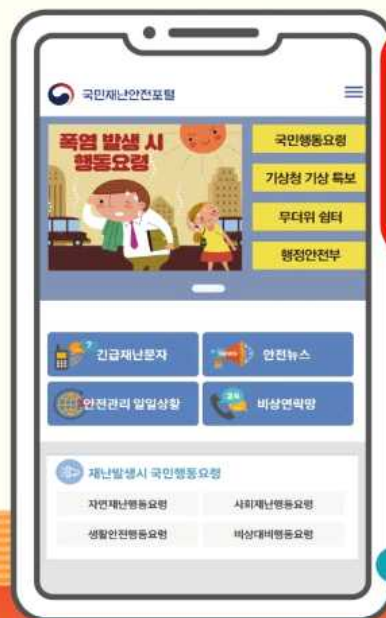 국민재난안전포털
폭염 발생 시
행동요령
국민행동요령
기상청 기상 특보
무더위 쉼터
행정안전부
긴급재난문자
안전뉴스
안전관리 일일상황
비상연락망
재난발생시 국민행동요령
자연재난행동요령
사회재난행동요령
생활안전행동요령
비상대비행동요령